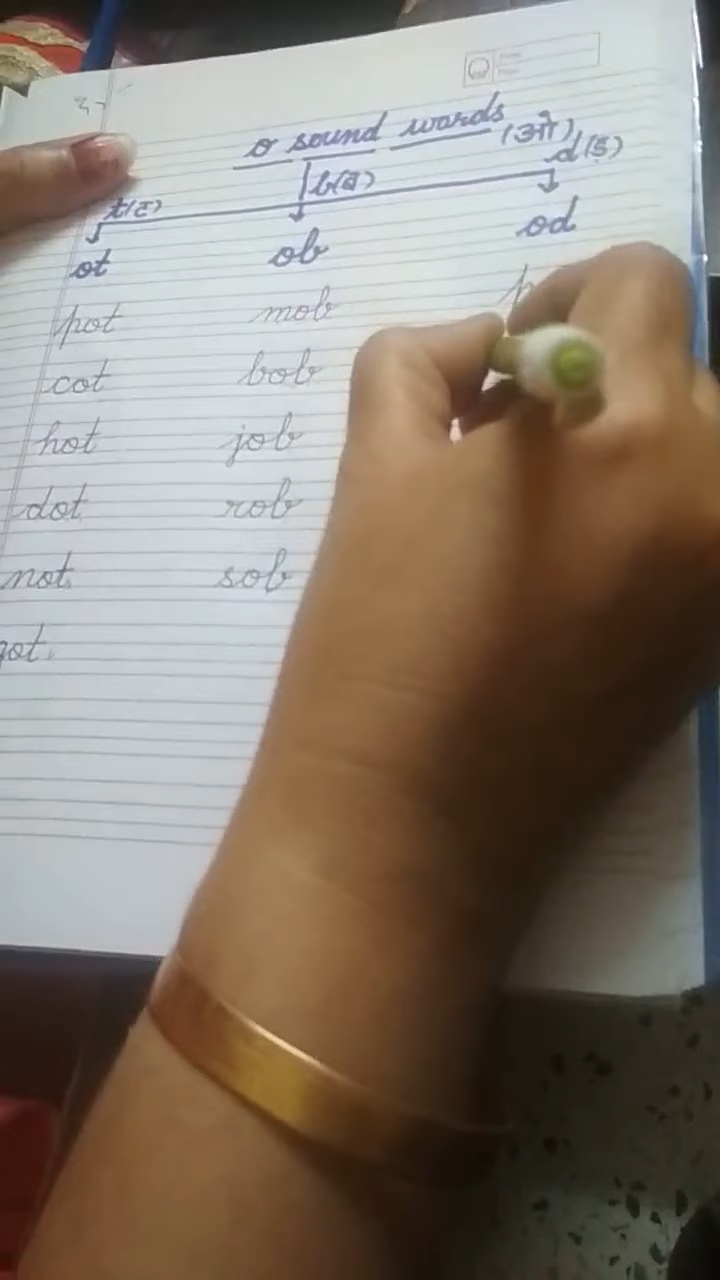 o sound words (ऑ)
t(ट) b(ब) d(ड)
ot ob od
pot mob p
cot bob
hot job
dot rob
not sob
got